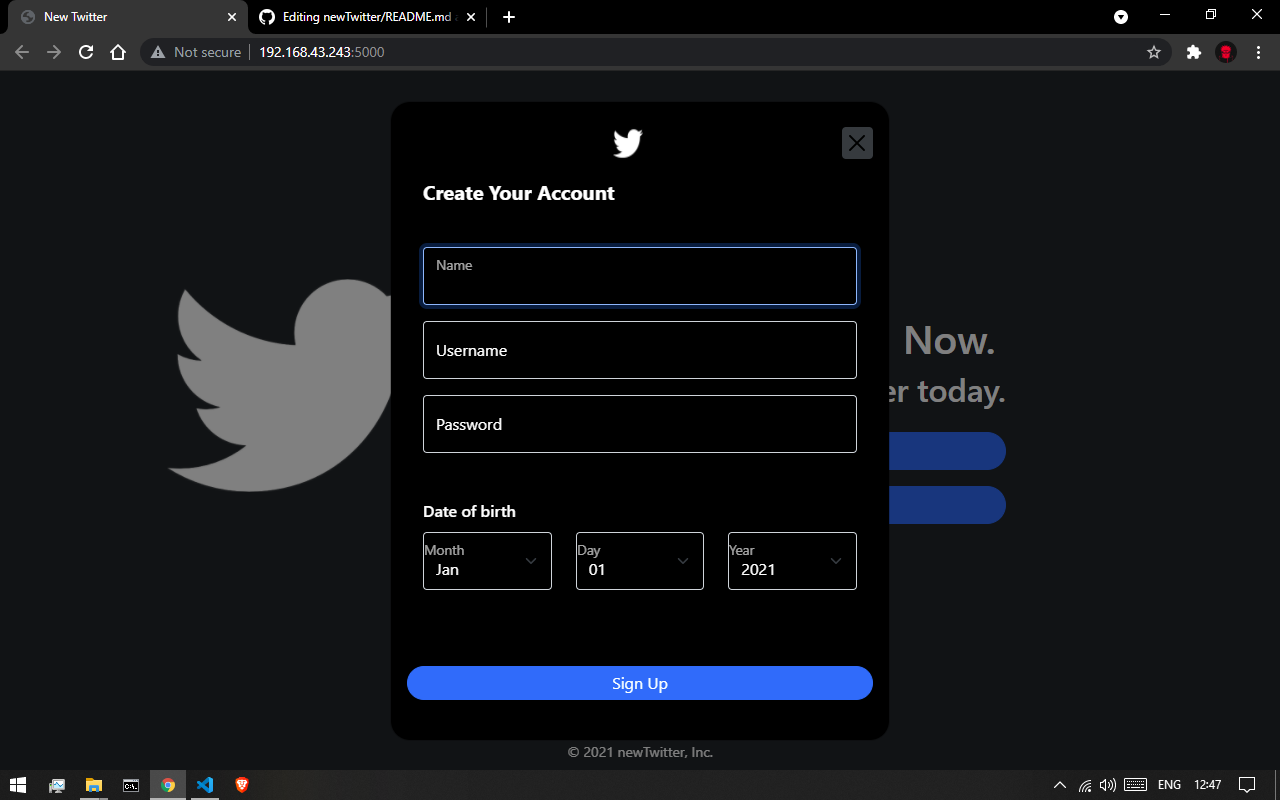 New Twitter
Editing newTwitter/README.md
Not secure
192.168.43.243:5000
Create Your Account
Name
Username
Password
Now.
er today.
Date of birth
Month
Day
Year
Jan
01
2021
Sign Up
© 2021 newTwitter, Inc.
ENG
12:47